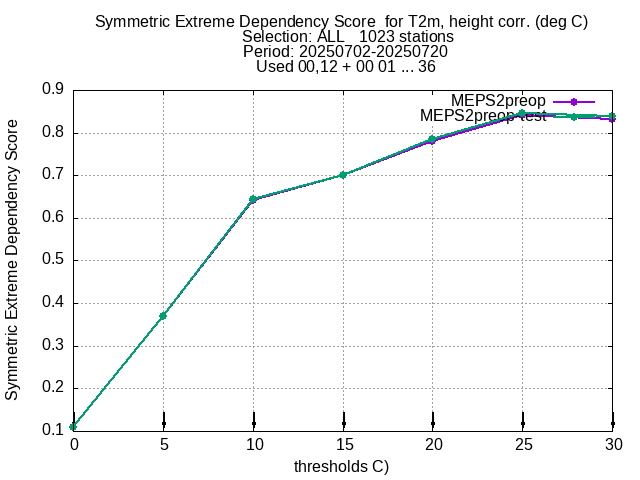 Symmetric Extreme Dependency Score  for T2m, height corr. (deg C)
Selection: ALL   1023 stations
Period: 20250702-20250720
Used 00,12 + 00 01 ... 36
MEPS2preop
MEPS2preop-test
Symmetric Extreme Dependency Score
0.9
0.8
0.7
0.6
0.5
0.4
0.3
0.2
0.1
0 5 10 15 20 25 30
thresholds C)